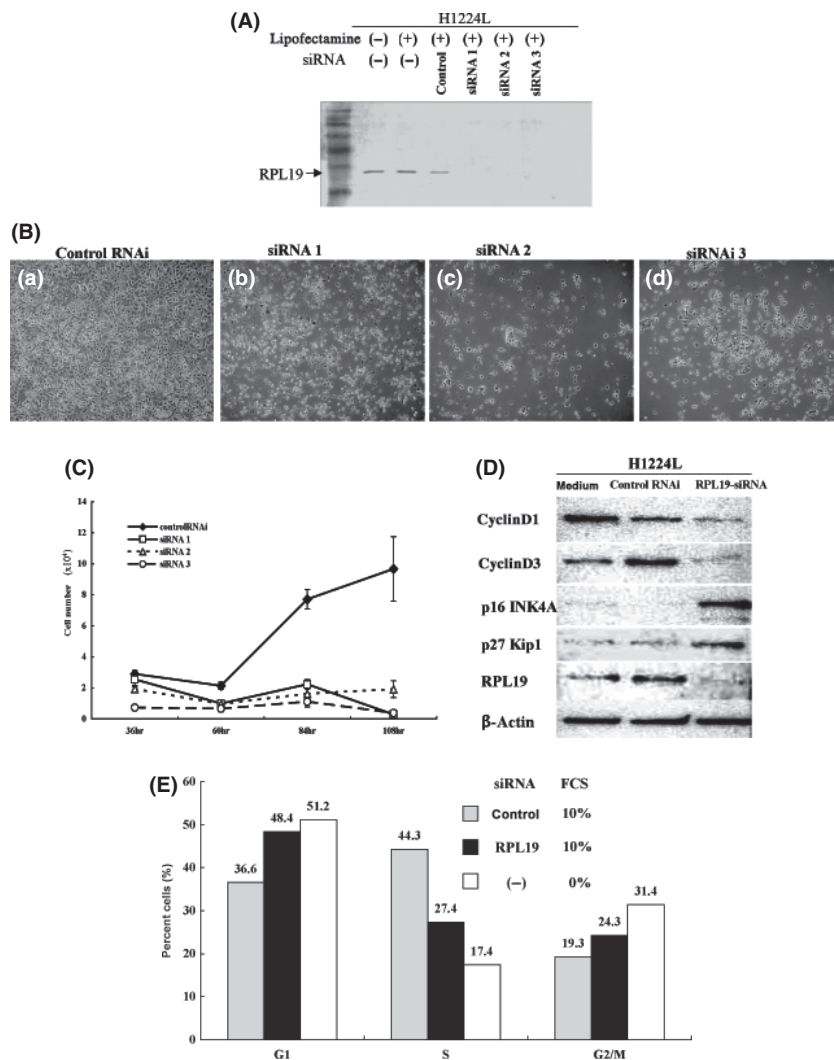 (A)
H1224L
Lipofectamine (−) (+) (+) (+) (+) (+)
siRNA (−) (−) Control siRNA 1 siRNA 2 siRNA 3
RPL19
(B)
Control RNAi siRNA 1 siRNA 2 siRNAi 3
(a) (b) (c) (d)
(C)
14
12
10
8
6
4
2
0
Cell number (x10⁴)
controlRNAi
siRNA 1
siRNA 2
siRNA 3
36hr 60hr 84hr 108hr
(D)
H1224L
Medium Control RNAi RPL19-siRNA
CyclinD1
CyclinD3
p16 INK4A
p27 Kip1
RPL19
β-Actin
(E)
siRNA FCS
Control 10%
RPL19 10%
(−) 0%
Percent cells (%)
60
50
40
30
20
10
0
36.6 48.4 51.2
44.3 27.4 17.4
19.3 24.3 31.4
G1 S G2/M